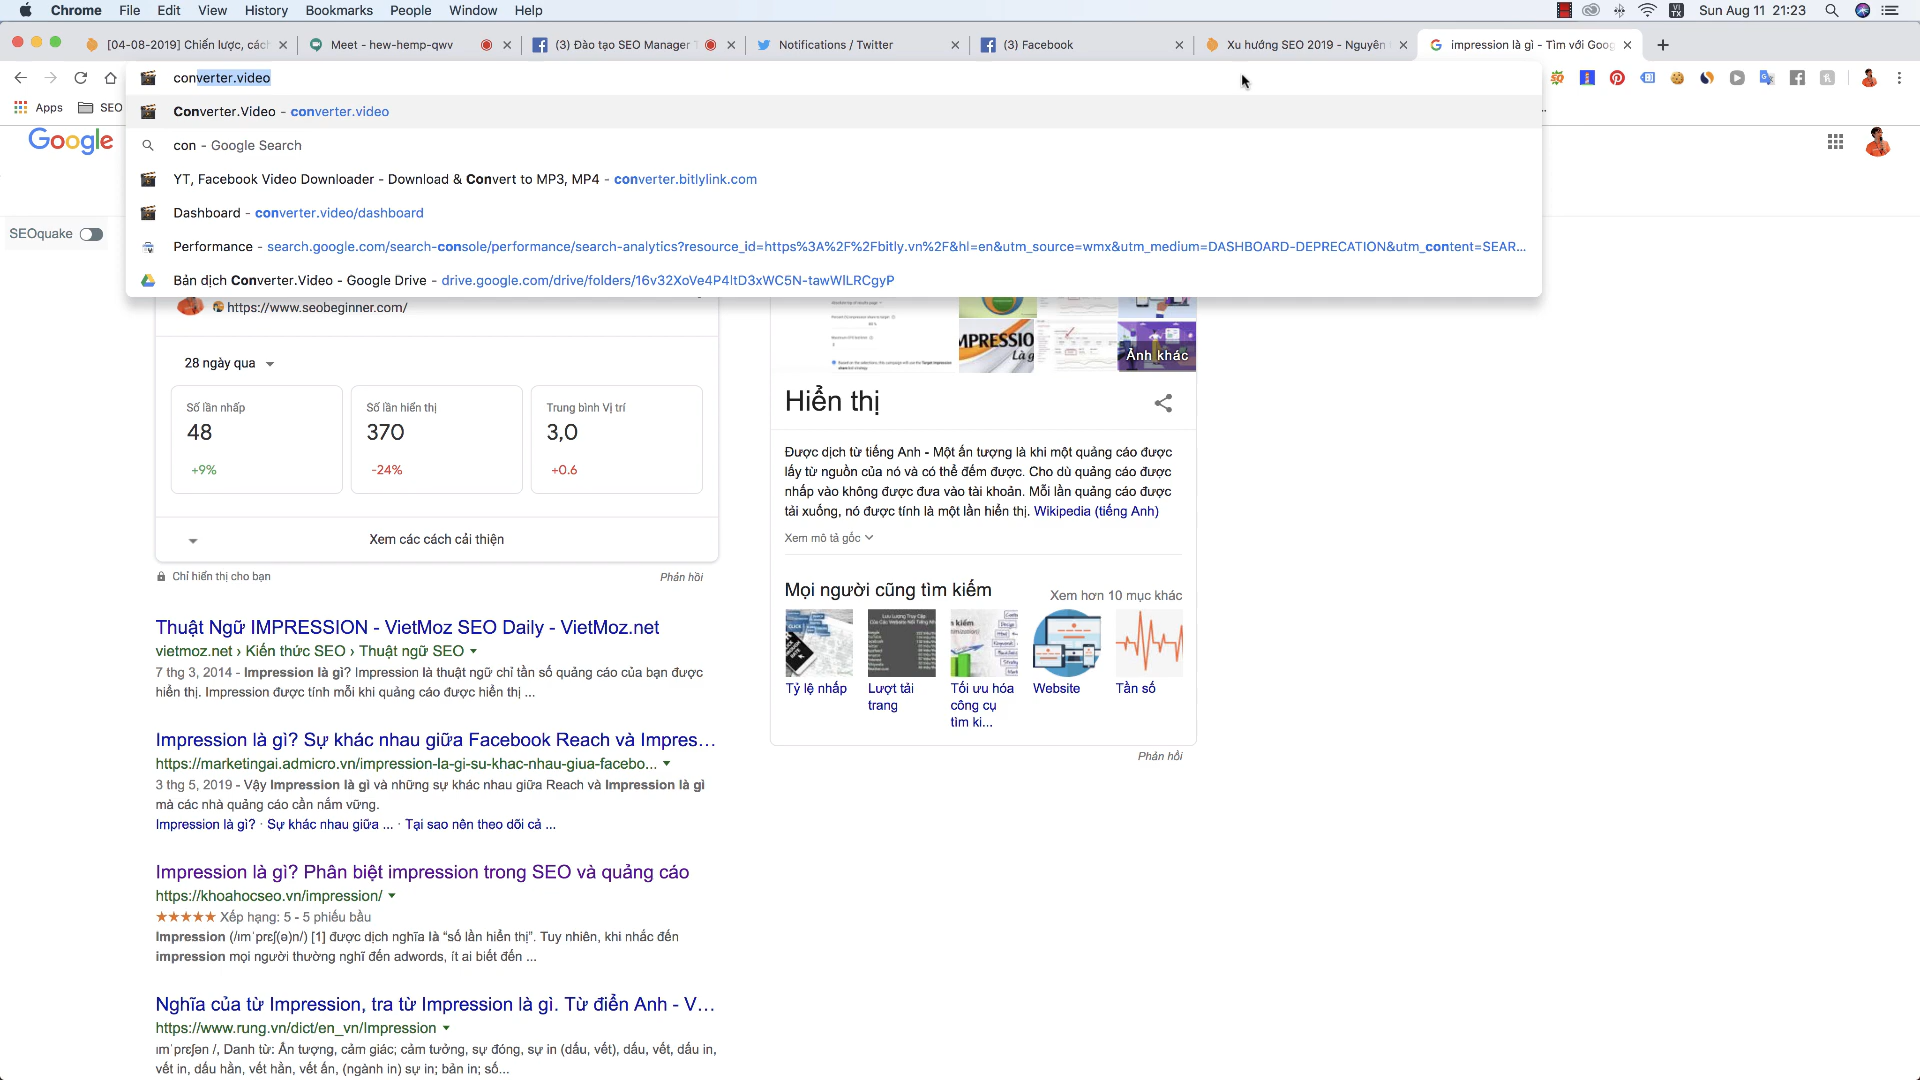 Chrome File Edit View History Bookmarks People Window Help
VI TX Sun Aug 11 21:23
[04-08-2019] Chiến lược, các
Meet - hew-hemp-qwv
(3) Đào tạo SEO Manager
Notifications / Twitter
(3) Facebook
Xu hướng SEO 2019 - Nguyên
impression là gì - Tìm với Goog
converter.video
Apps SEO
Converter.Video - converter.video
con - Google Search
YT, Facebook Video Downloader - Download & Convert to MP3, MP4 - converter.bitlylink.com
Dashboard - converter.video/dashboard
Performance - search.google.com/search-console/performance/search-analytics?resource_id=https%3A%2F%2Fbitly.vn%2F&hl=en&utm_source=wmx&utm_medium=DASHBOARD-DEPRECATION&utm_content=SEAR...
Bản dịch Converter.Video - Google Drive - drive.google.com/drive/folders/16v32XoVe4P4ltD3xWC5N-tawWlLRCgyP
Google
SEOquake
https://www.seobeginner.com/
28 ngày qua
Số lần nhấp
48
+9%
Số lần hiển thị
370
-24%
Trung bình Vị trí
3,0
+0.6
Xem các cách cải thiện
Chỉ hiển thị cho bạn
Phản hồi
Thuật Ngữ IMPRESSION - VietMoz SEO Daily - VietMoz.net
vietmoz.net › Kiến thức SEO › Thuật ngữ SEO
7 thg 3, 2014 - Impression là gì? Impression là thuật ngữ chỉ tần số quảng cáo của bạn được
hiển thị. Impression được tính mỗi khi quảng cáo được hiển thị ...
Impression là gì? Sự khác nhau giữa Facebook Reach và Impres...
https://marketingai.admicro.vn/impression-la-gi-su-khac-nhau-giua-facebo...
3 thg 5, 2019 - Vậy Impression là gì và những sự khác nhau giữa Reach và Impression là gì
mà các nhà quảng cáo cần nắm vững.
Impression là gì? · Sự khác nhau giữa ... · Tại sao nên theo dõi cả ...
Impression là gì? Phân biệt impression trong SEO và quảng cáo
https://khoahocseo.vn/impression/
Xếp hạng: 5 - 5 phiếu bầu
Impression (/ɪmˈpreʃ(ə)n/) [1] được dịch nghĩa là “số lần hiển thị”. Tuy nhiên, khi nhắc đến
impression mọi người thường nghĩ đến adwords, ít ai biết đến ...
Nghĩa của từ Impression, tra từ Impression là gì. Từ điển Anh - V...
https://www.rung.vn/dict/en_vn/Impression
ɪmˈpreʃən /, Danh từ: Ấn tượng, cảm giác; cảm tưởng, sự đóng, sự in (dấu, vết), dấu, vết, dấu in,
vết in, dấu hằn, vết hằn, vết ấn, (ngành in) sự in; bản in; số...
IMPRESSIO
Là g
Ảnh khác
Hiển thị
Được dịch từ tiếng Anh - Một ấn tượng là khi một quảng cáo được
lấy từ nguồn của nó và có thể đếm được. Cho dù quảng cáo được
nhấp vào không được đưa vào tài khoản. Mỗi lần quảng cáo được
tải xuống, nó được tính là một lần hiển thị. Wikipedia (tiếng Anh)
Xem mô tả gốc
Mọi người cũng tìm kiếm
Xem hơn 10 mục khác
Tỷ lệ nhấp
Lượt tải
trang
Tối ưu hóa
công cụ
tìm ki...
Website
Tần số
Phản hồi